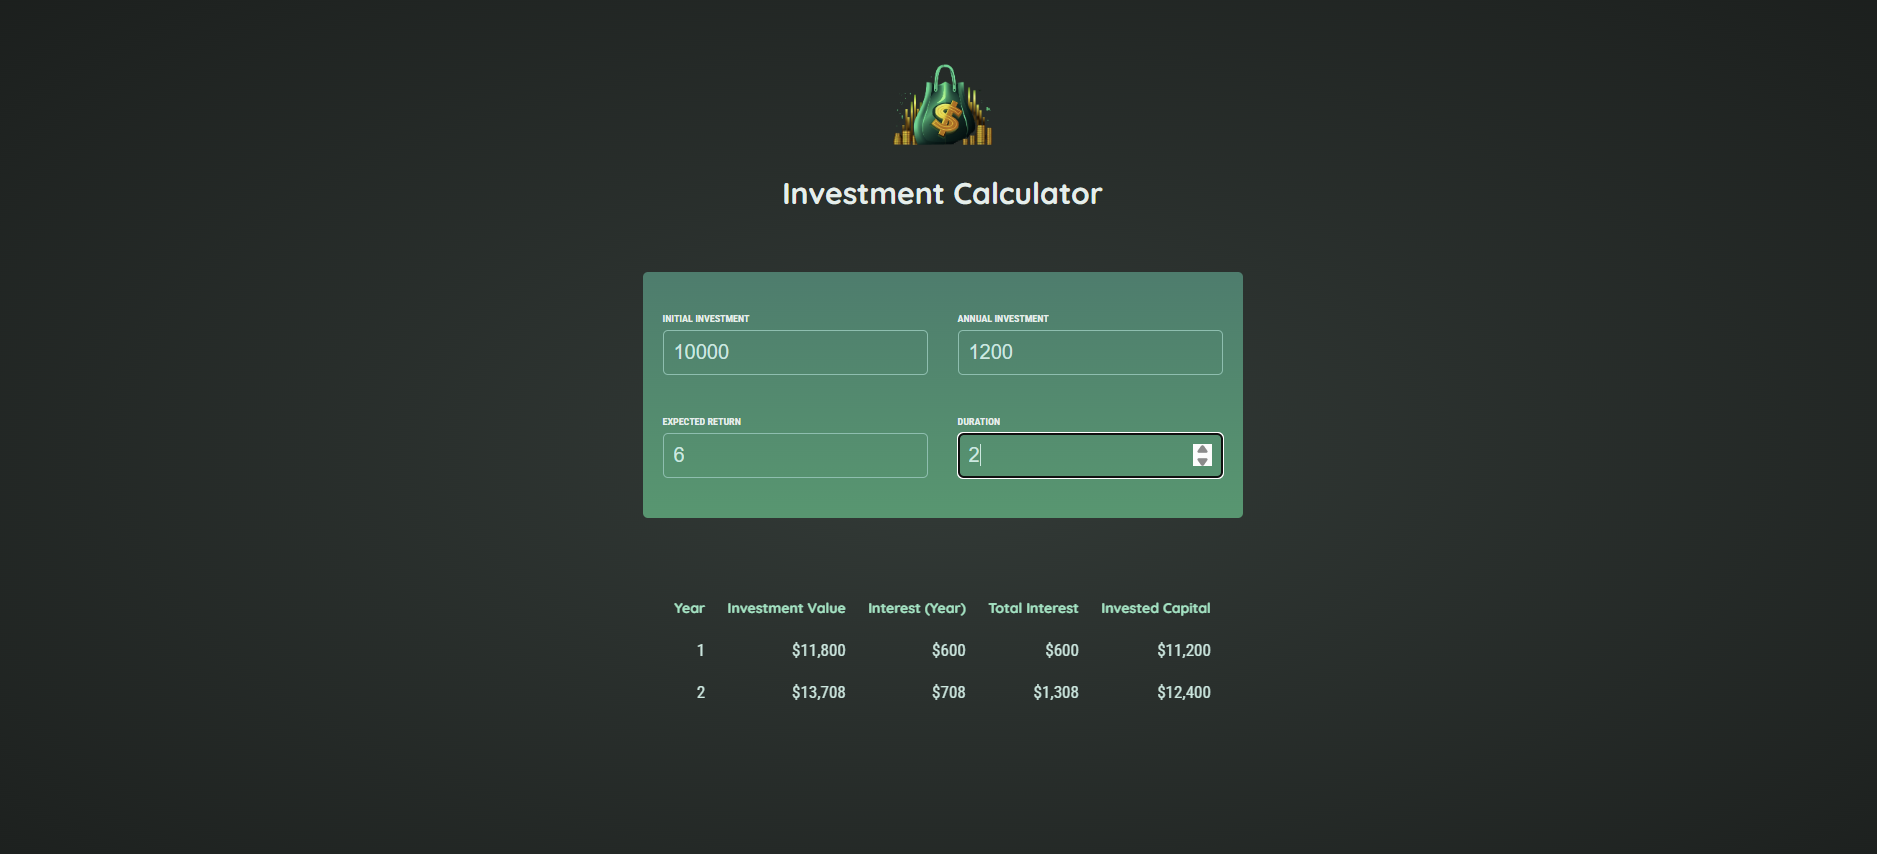 $
Investment Calculator
INITIAL INVESTMENT ANNUAL INVESTMENT
10000 1200
EXPECTED RETURN DURATION
6 2
Year Investment Value Interest (Year) Total Interest Invested Capital
1 $11,800 $600 $600 $11,200
2 $13,708 $708 $1,308 $12,400